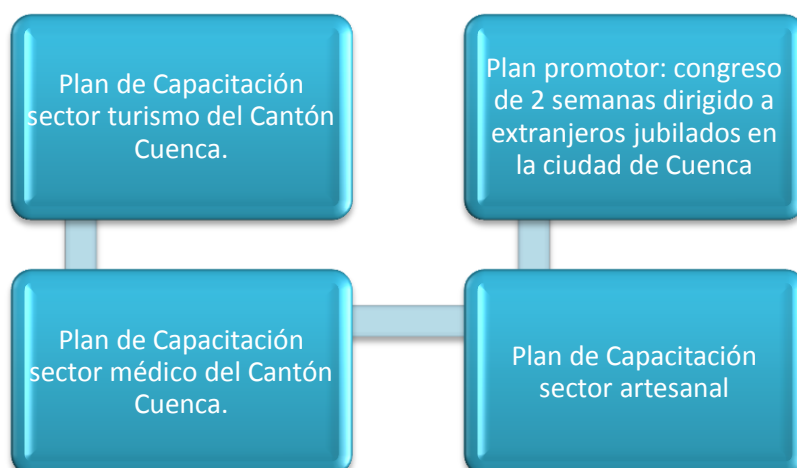 Plan de Capacitación
sector turismo del Cantón
Cuenca.
Plan de Capacitación
sector médico del Cantón
Cuenca.
Plan de Capacitación
sector artesanal
Plan promotor: congreso
de 2 semanas dirigido a
extranjeros jubilados en
la ciudad de Cuenca